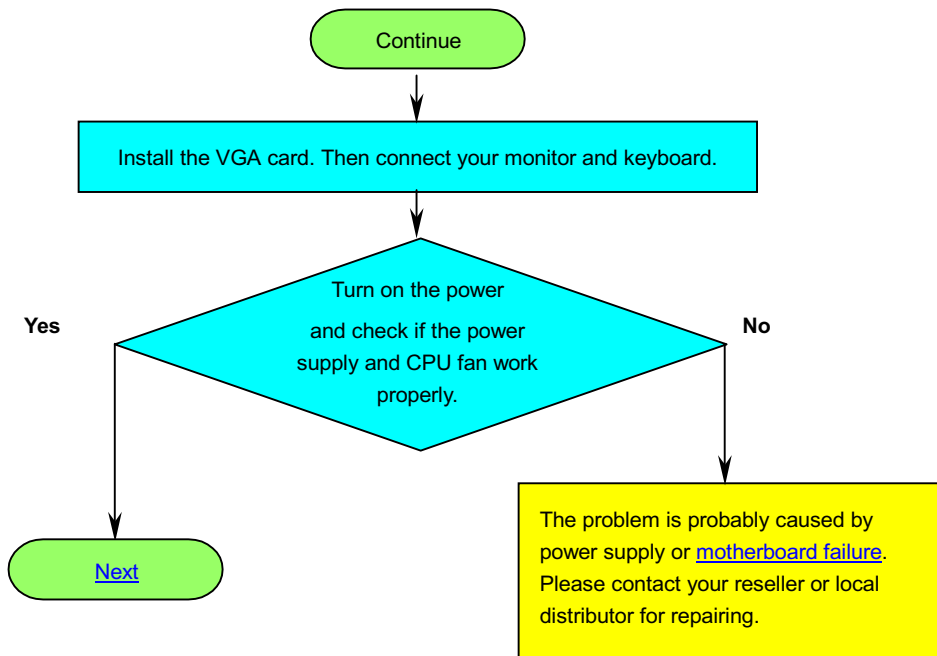 Continue
Install the VGA card. Then connect your monitor and keyboard.
Turn on the power
and check if the power
supply and CPU fan work
properly.
Yes
No
Next
The problem is probably caused by
power supply or motherboard failure.
Please contact your reseller or local
distributor for repairing.